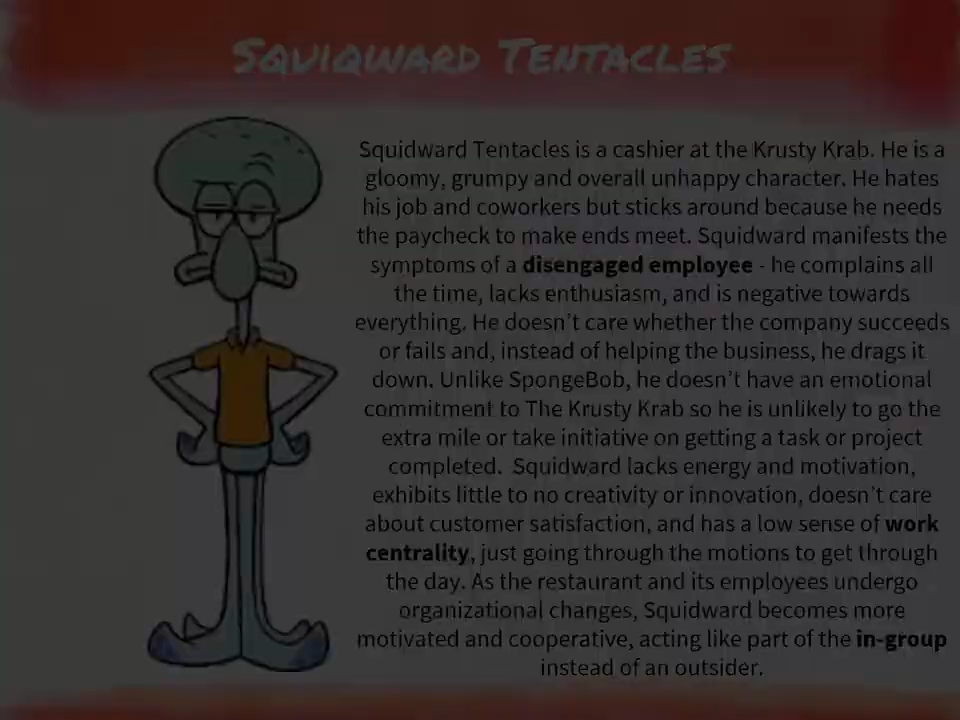 SQUIQWARD TENTACLES
Squidward Tentacles is a cashier at the Krusty Krab. He is a
gloomy, grumpy and overall unhappy character. He hates
his job and coworkers but sticks around because he needs
the paycheck to make ends meet. Squidward manifests the
symptoms of a disengaged employee - he complains all
the time, lacks enthusiasm, and is negative towards
everything. He doesn't care whether the company succeeds
or fails and, instead of helping the business, he drags it
down. Unlike SpongeBob, he doesn't have an emotional
commitment to The Krusty Krab so he is unlikely to go the
extra mile or take initiative on getting a task or project
completed. Squidward lacks energy and motivation,
exhibits little to no creativity or innovation, doesn't care
about customer satisfaction, and has a low sense of work
centrality, just going through the motions to get through
the day. As the restaurant and its employees undergo
organizational changes, Squidward becomes more
motivated and cooperative, acting like part of the in-group
instead of an outsider.